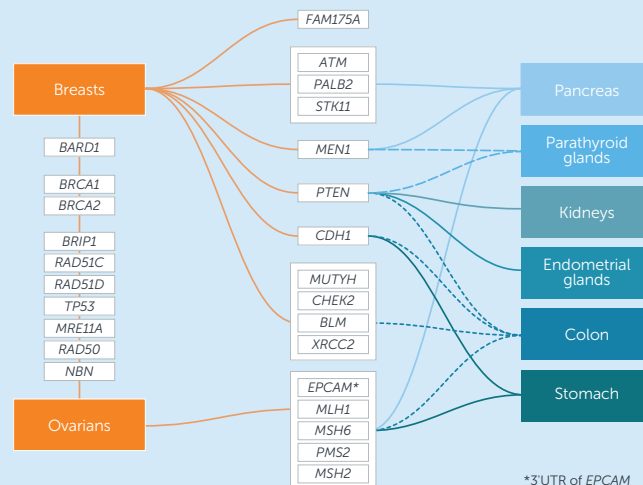 FAM175A
ATM
PALB2
STK11
MEN1
PTEN
CDH1
MUTYH
CHEK2
BLM
XRCC2
EPCAM*
MLH1
MSH6
PMS2
MSH2
Breasts
BARD1
BRCA1
BRCA2
BRIP1
RAD51C
RAD51D
TP53
MRE11A
RAD50
NBN
Ovarians
Pancreas
Parathyroid
glands
Kidneys
Endometrial
glands
Colon
Stomach
*3'UTR of EPCAM